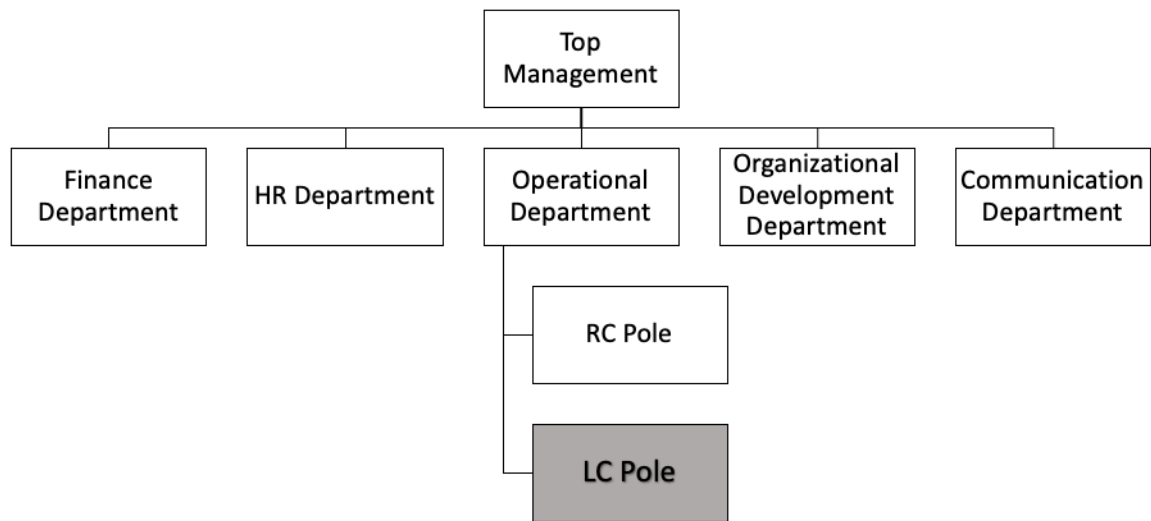 Top
Management
Finance
Department
HR Department
Operational
Department
Organizational
Development
Department
Communication
Department
RC Pole
LC Pole